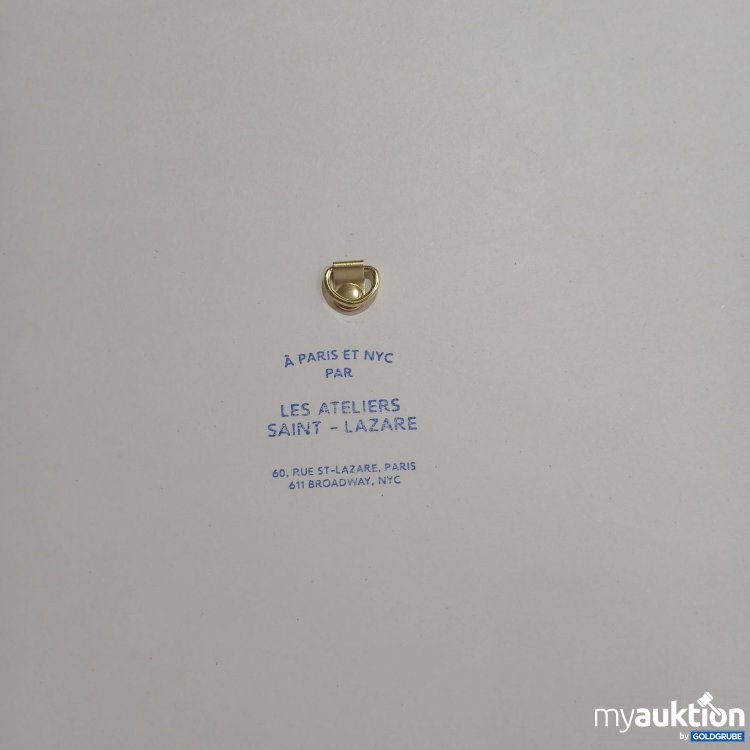 À PARIS ET NYC
PAR
LES ATELIERS
SAINT - LAZARE
60, RUE ST-LAZARE, PARIS
611 BROADWAY, NYC
myauktion
by GOLDGRUBE